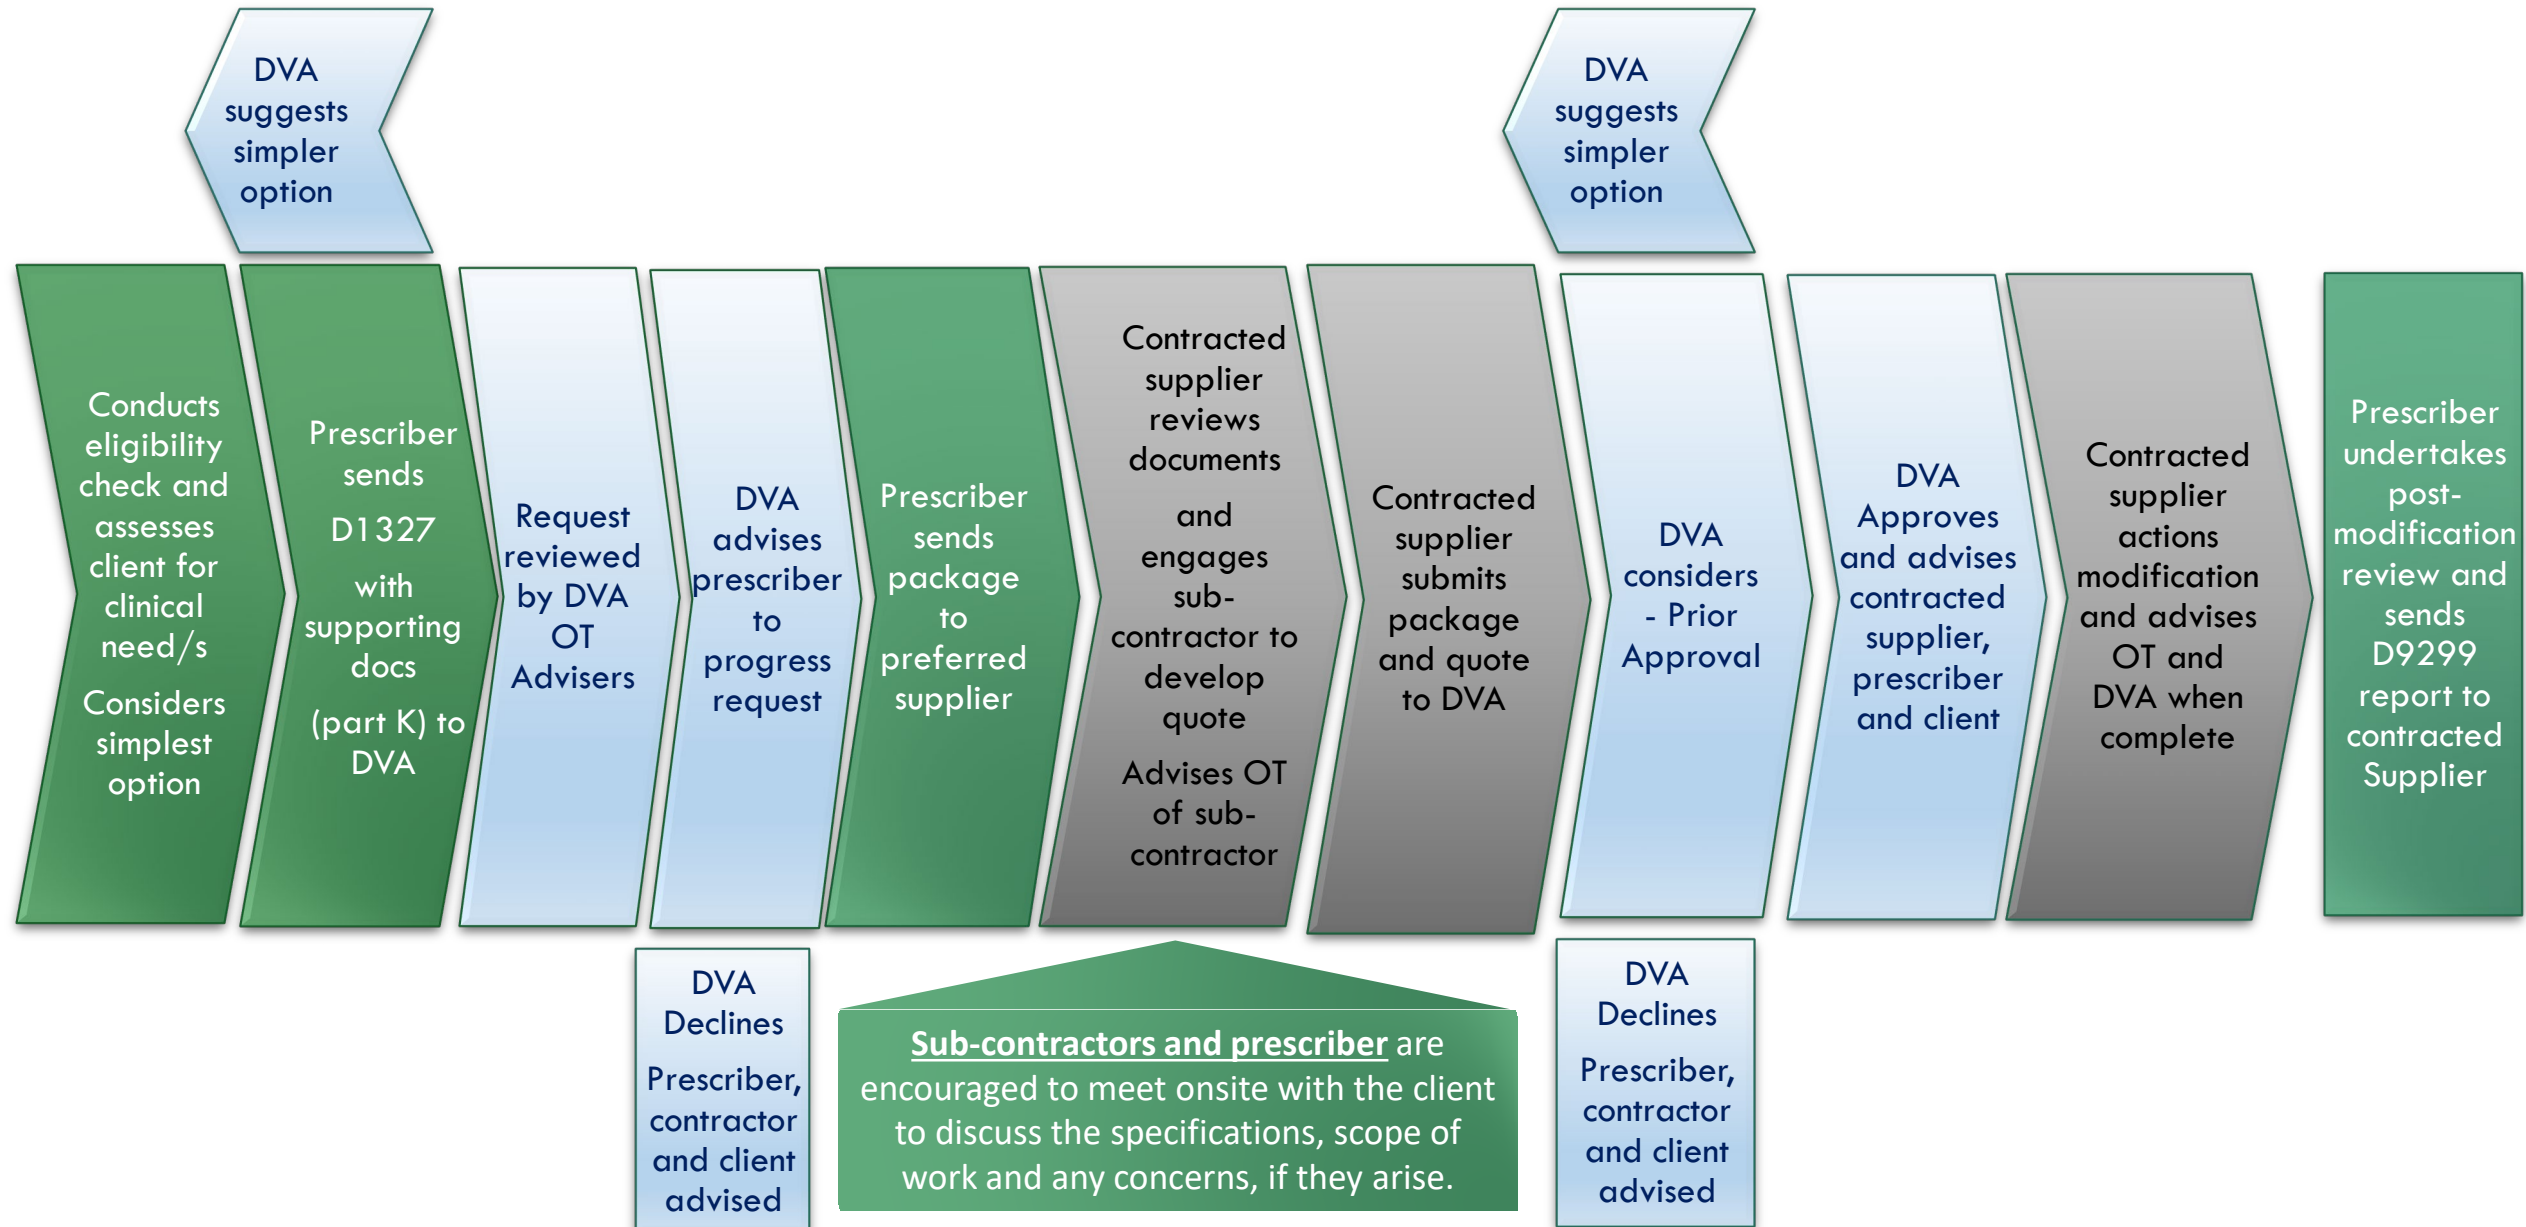 DVA
suggests
simpler
option
DVA
suggests
simpler
option
Conducts
eligibility
check and
assesses
client for
clinical
need/s
Considers
simplest
option
Prescriber
sends
D1327
with
supporting
docs
(part K) to
DVA
Request
reviewed
by DVA
OT
Advisers
DVA
advises
prescriber
to
progress
request
Prescriber
sends
package
to
preferred
supplier
Contracted
supplier
reviews
documents
and
engages
sub-
contractor to
develop
quote
Advises OT
of sub-
contractor
Contracted
supplier
submits
package
and quote
to DVA
DVA
considers
- Prior
Approval
DVA
Approves
and advises
contracted
supplier,
prescriber
and client
Contracted
supplier
actions
modification
and advises
OT and
DVA when
complete
Prescriber
undertakes
post-
modification
review and
sends
D9299
report to
contracted
Supplier
DVA
Declines
Prescriber,
contractor
and client
advised
Sub-contractors and prescriber are
encouraged to meet onsite with the client
to discuss the specifications, scope of
work and any concerns, if they arise.
DVA
Declines
Prescriber,
contractor
and client
advised